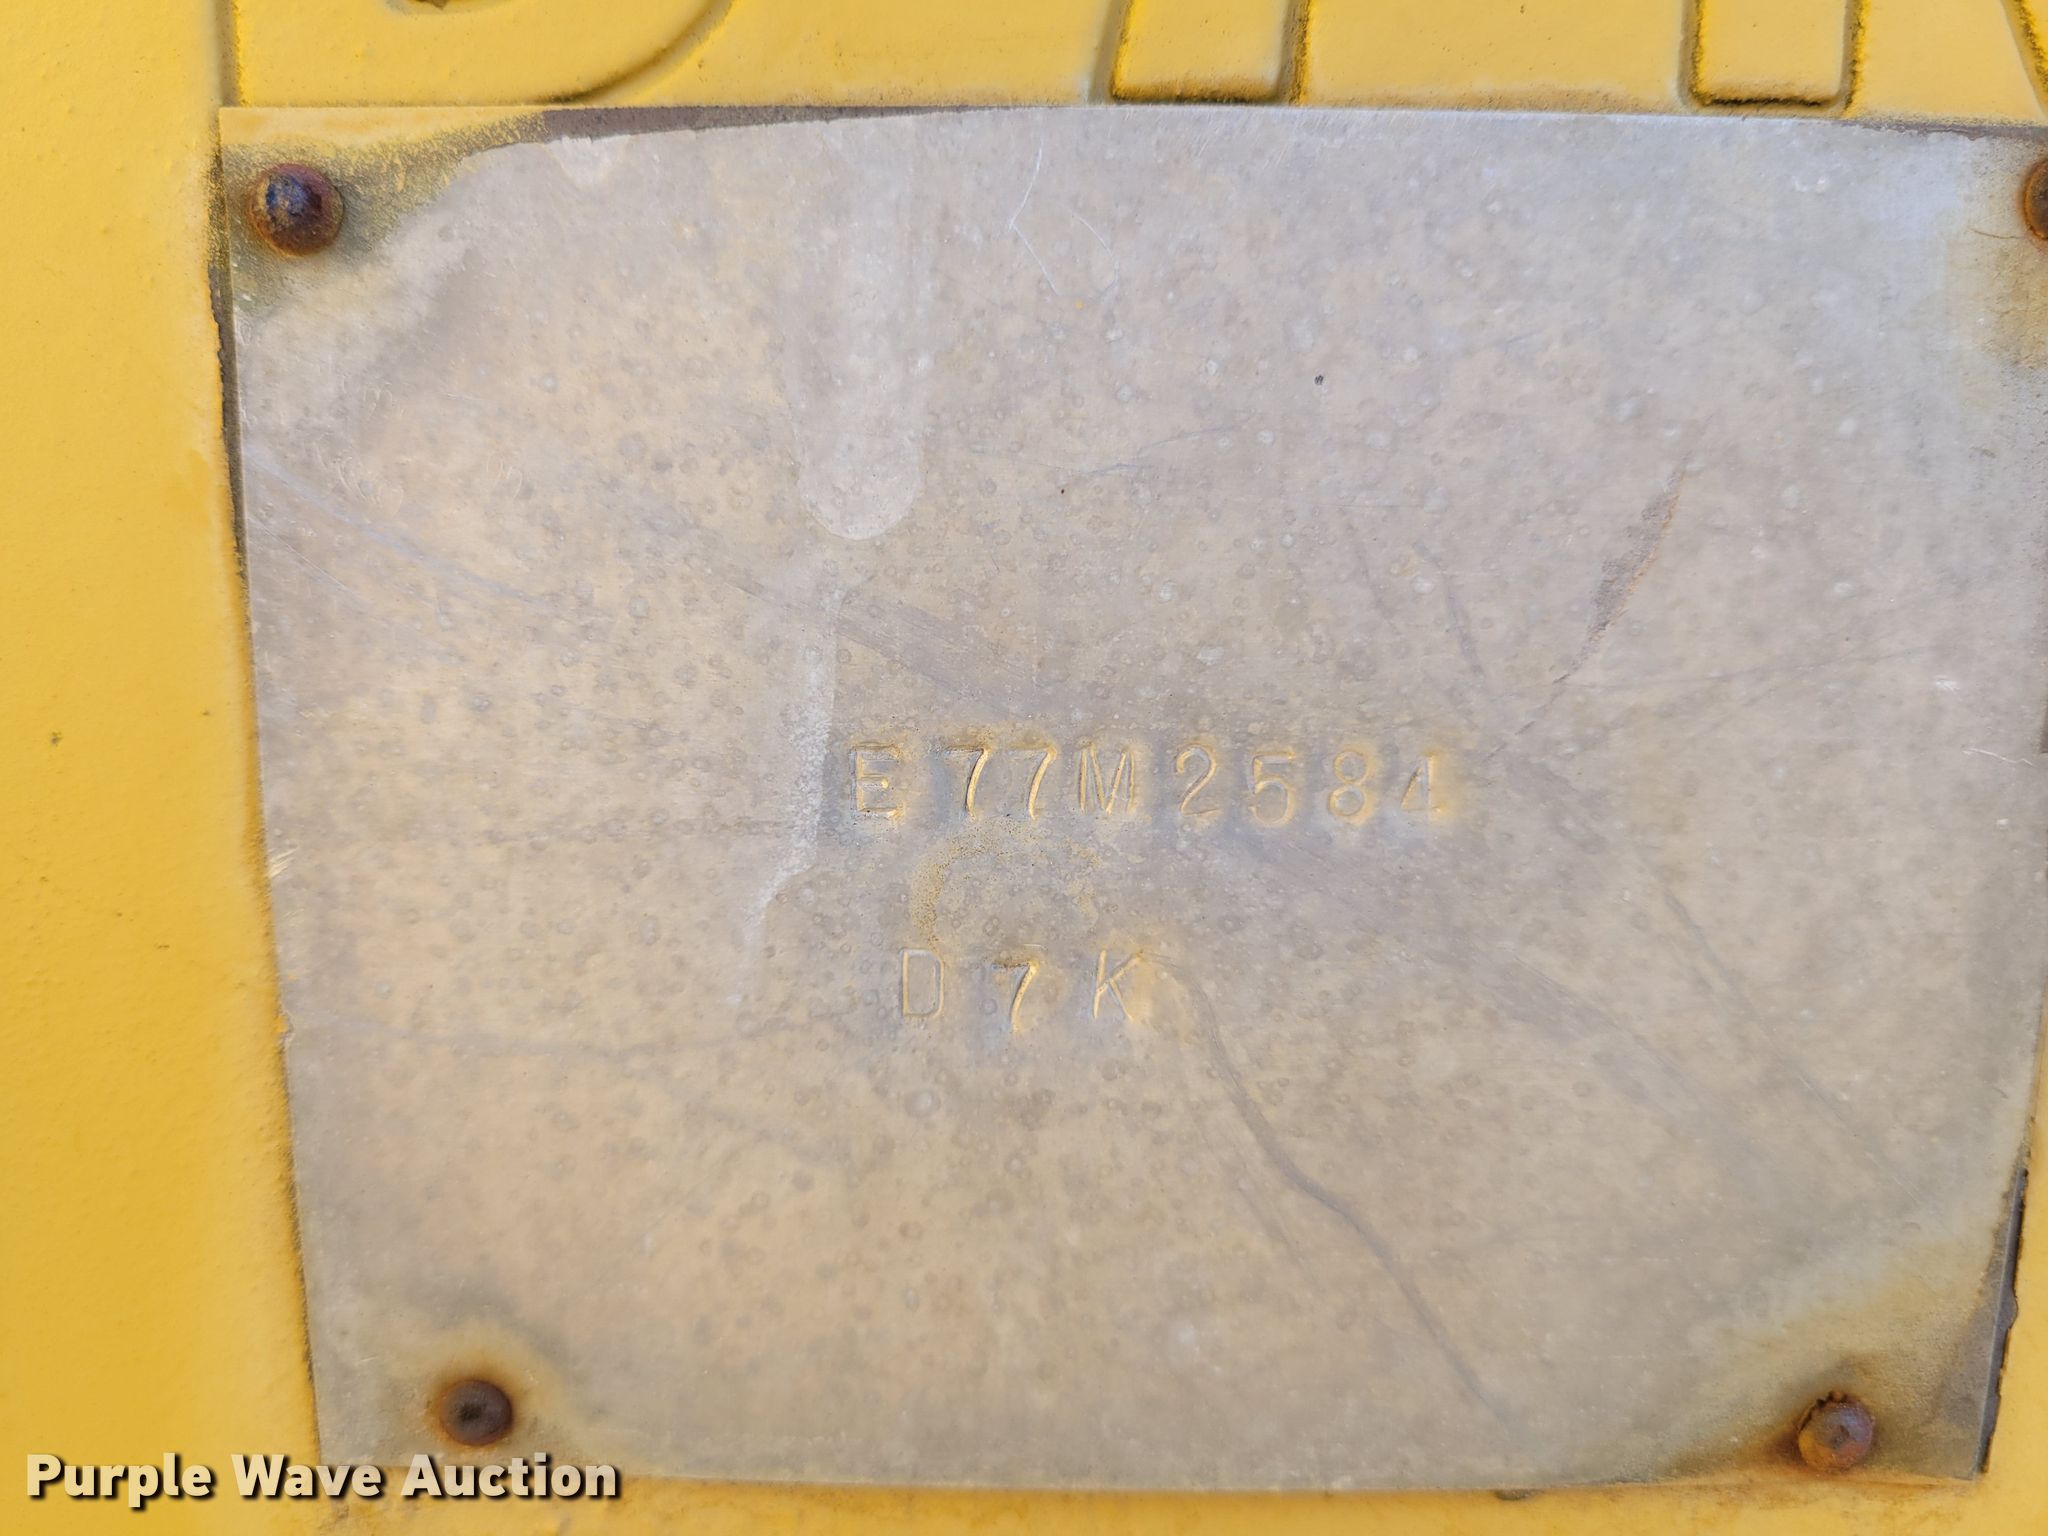 E77M2584
D7K
Purple Wave Auction